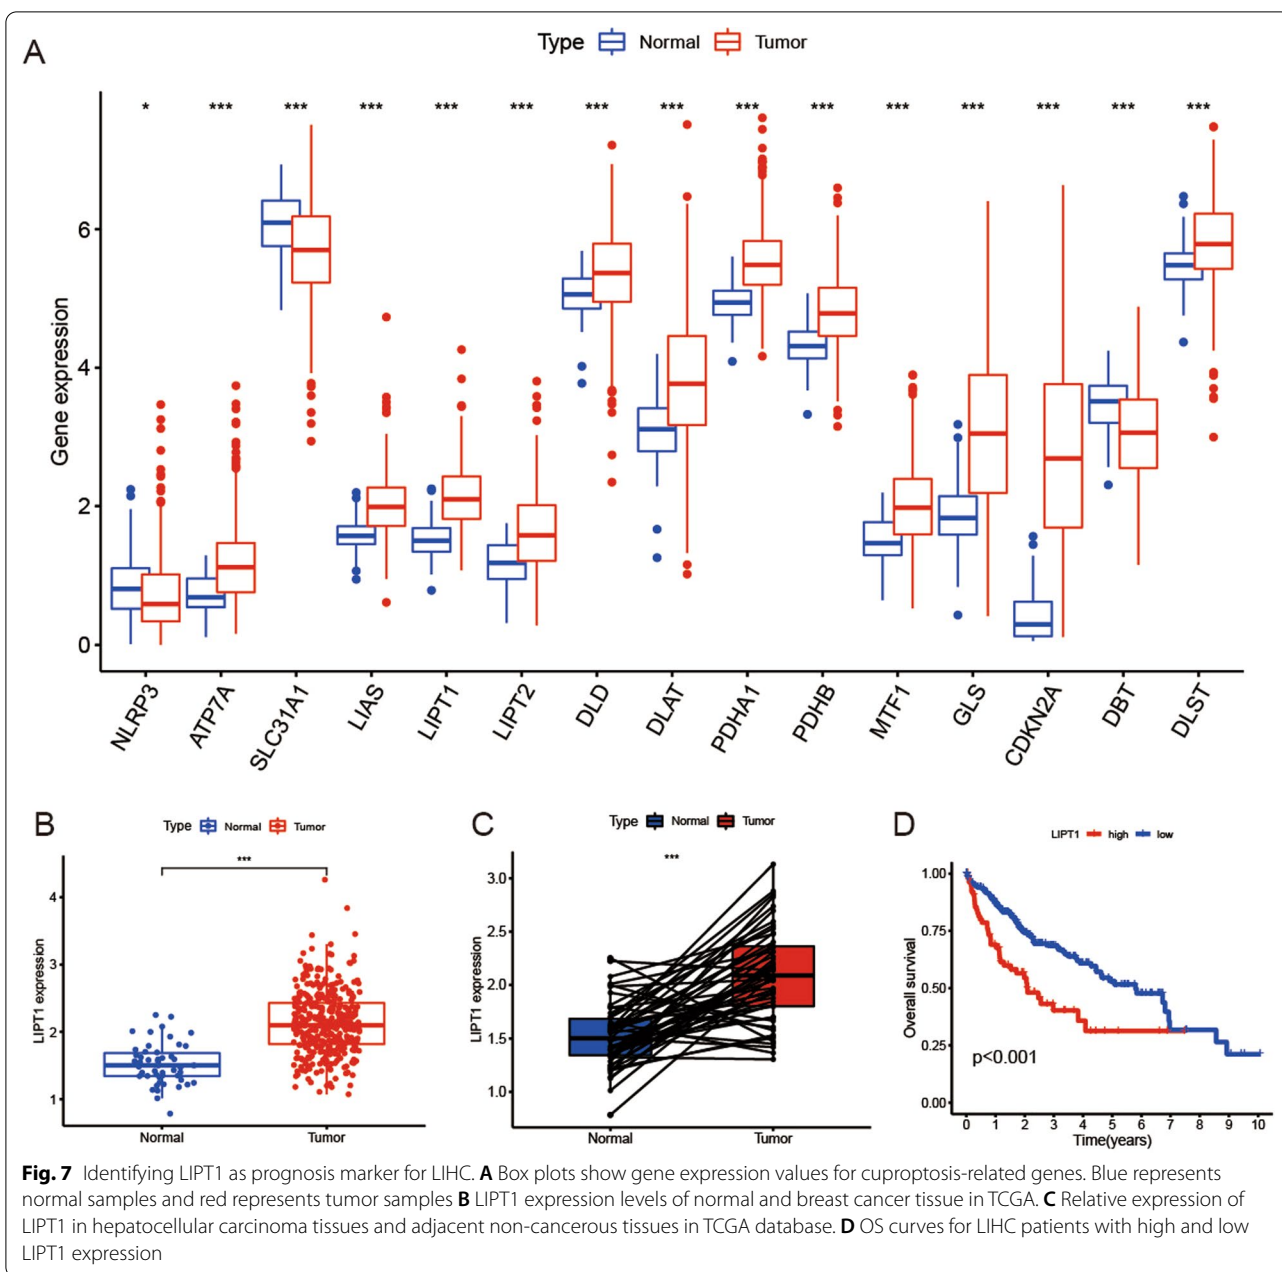 A
Type Normal Tumor
* *** *** *** *** *** *** *** *** *** *** *** *** *** ***
Gene expression
6
4
2
0
NLRP3 ATP7A SLC31A1 LIAS LIPT1 LIPT2 DLD DLAT PDHA1 PDHB MTF1 GLS CDKN2A DBT DLST
B
Type Normal Tumor
***
LIPT1 expression
4
3
2
1
Normal Tumor
C
Type Normal Tumor
***
LIPT1 expression
3.0
2.5
2.0
1.5
1.0
Normal Tumor
D
LIPT1 high low
Overall survival
1.00
0.75
0.50
0.25
0.00
p<0.001
0 1 2 3 4 5 6 7 8 9 10
Time(years)
Fig. 7 Identifying LIPT1 as prognosis marker for LIHC. A Box plots show gene expression values for cuproptosis-related genes. Blue represents
normal samples and red represents tumor samples B LIPT1 expression levels of normal and breast cancer tissue in TCGA. C Relative expression of
LIPT1 in hepatocellular carcinoma tissues and adjacent non-cancerous tissues in TCGA database. D OS curves for LIHC patients with high and low
LIPT1 expression